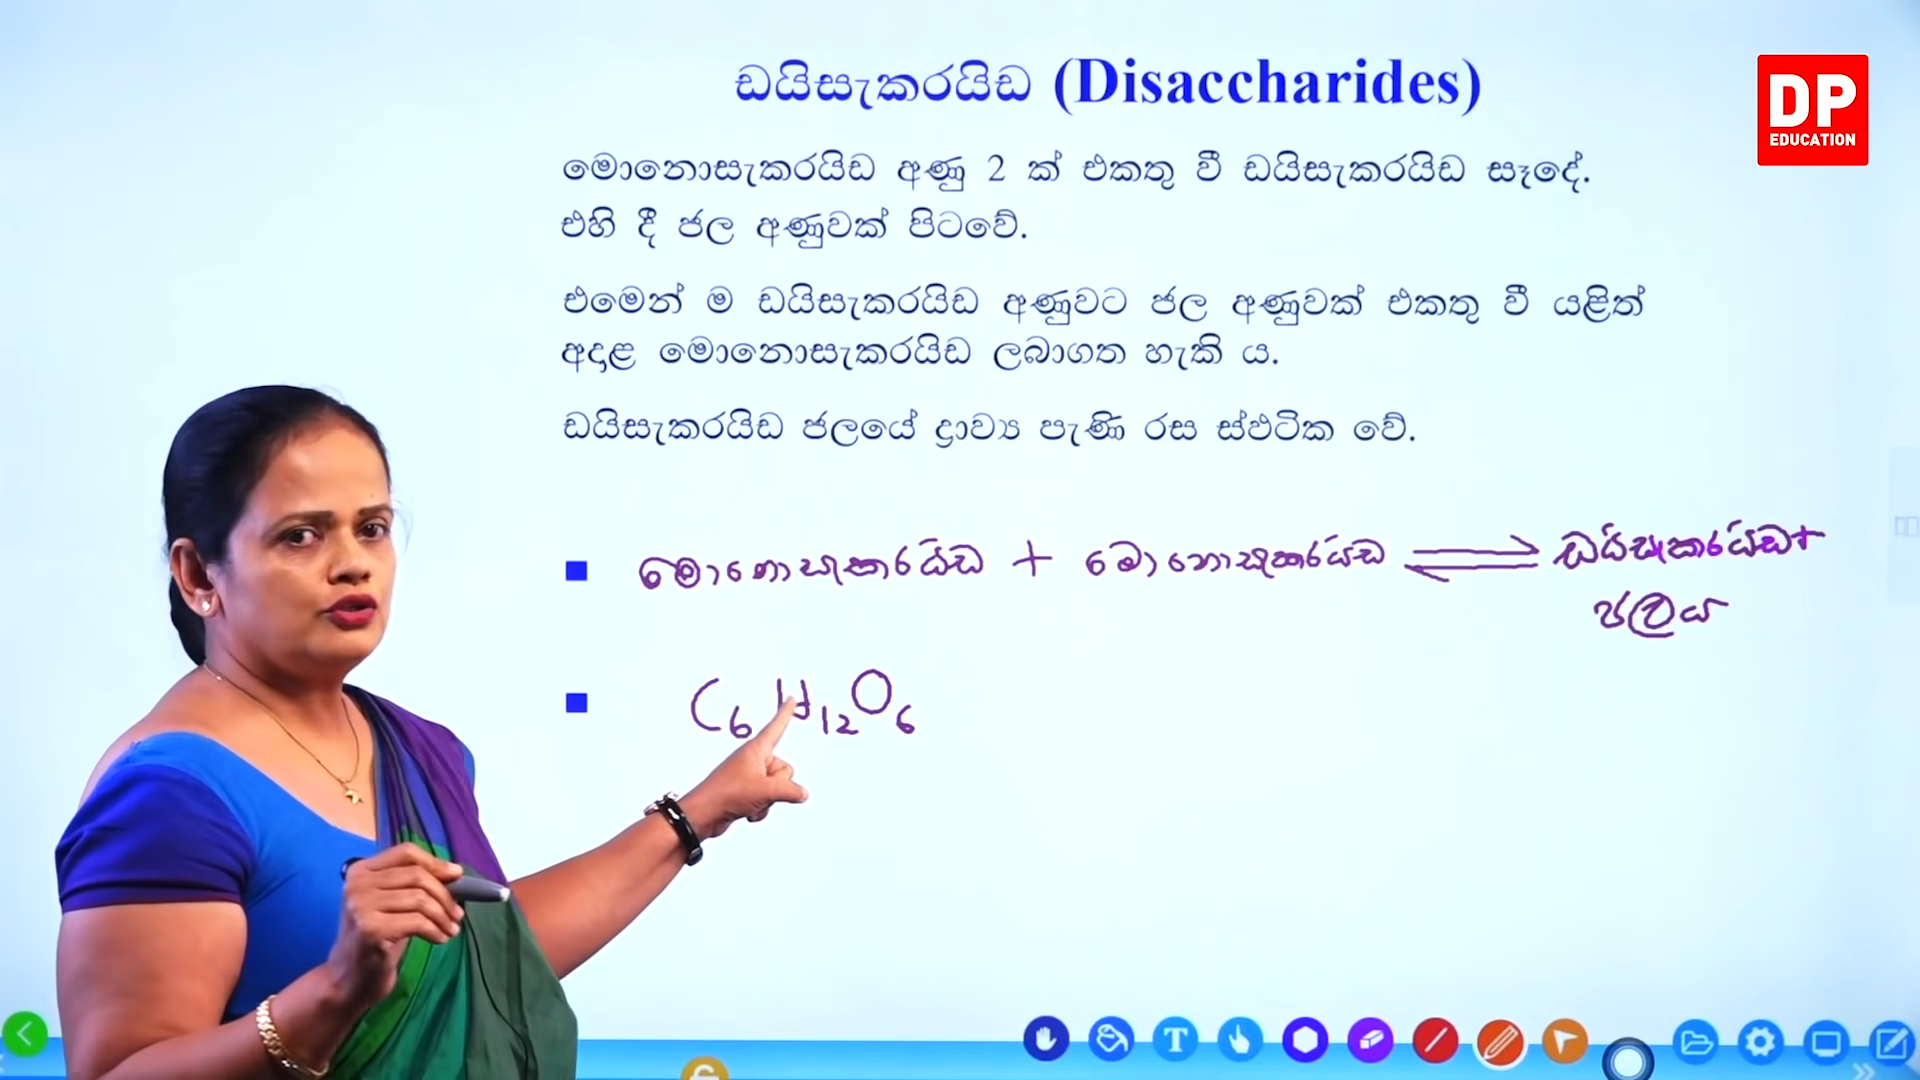 ඩයිසැකරයිඩ (Disaccharides)
DP
EDUCATION
මොනොසැකරයිඩ අණු 2 ක් එකතු වී ඩයිසැකරයිඩ සෑදේ.
එහි දී ජල අණුවක් පිටවේ.
එමෙන් ම ඩයිසැකරයිඩ අණුවට ජල අණුවක් එකතු වී යළිත්
අදාළ මොනොසැකරයිඩ ලබාගත හැකි ය.
ඩයිසැකරයිඩ ජලයේ ද්‍රාව්‍ය පැණි රස ස්ඵටික වේ.
මොනොසැකරයිඩ + මොනොසැකරයිඩ ⇌ ඩයිසැකරයිඩ +
ජලය
C₆H₁₂O₆